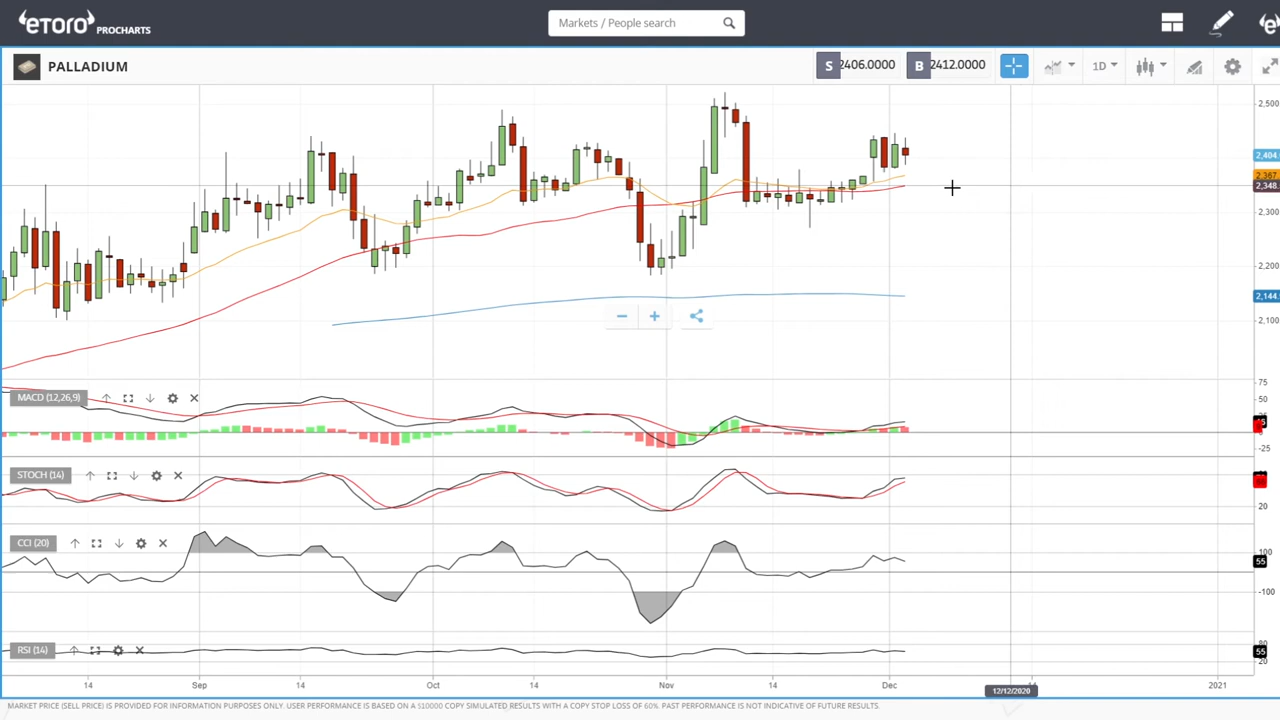 eTORO PROCHARTS
Markets / People search
PALLADIUM
S 2406.0000
B 2412.0000
1D
2,500
2,404
2,367
2,348
2,300
2,200
2,144
2,100
MACD (12,26,9)
75
50
-25
STOCH (14)
20
CCI (20)
100
55
-100
RSI (14)
80
55
20
14
Sep
14
Oct
14
Nov
14
Dec
12/12/2020
2021
MARKET PRICE (SELL PRICE) IS PROVIDED FOR INFORMATION PURPOSES ONLY. USER PERFORMANCE IS BASED ON A $10000 COPY SIMULATED RESULTS WITH A COPY STOP LOSS OF 60%. PAST PERFORMANCE IS NOT INDICATIVE OF FUTURE RESULTS.